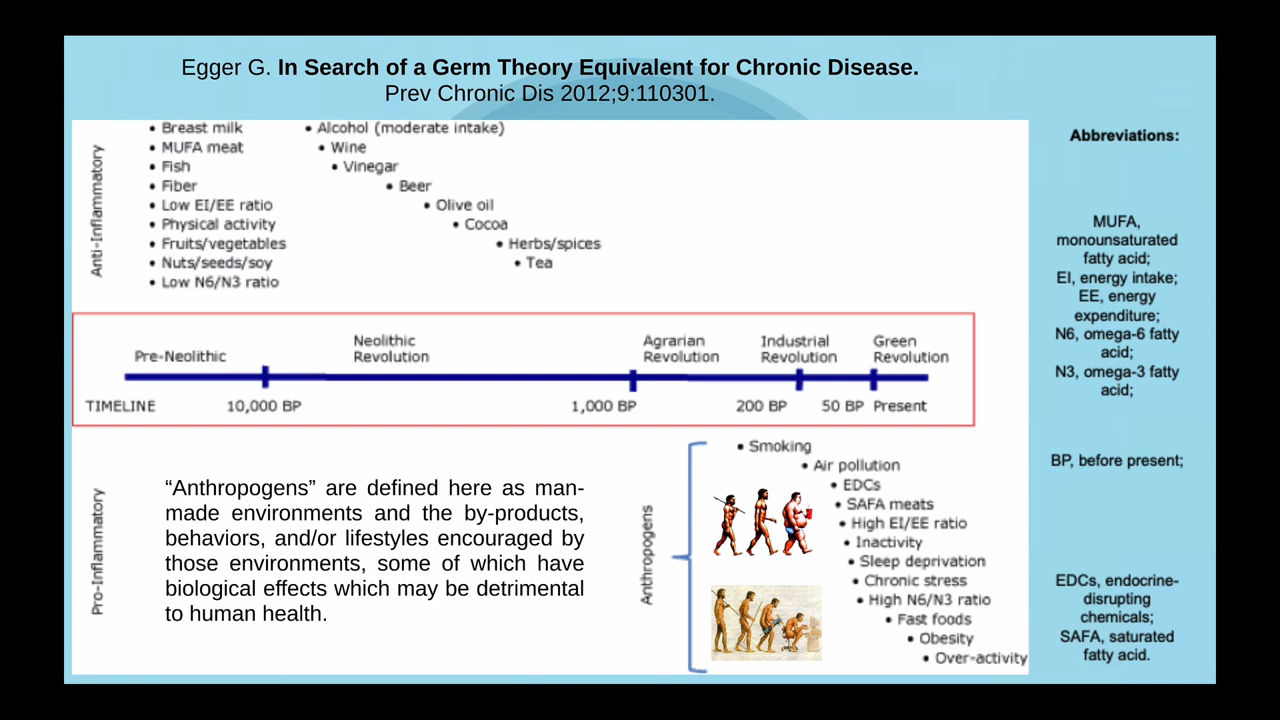 Egger G. In Search of a Germ Theory Equivalent for Chronic Disease.
Prev Chronic Dis 2012;9:110301.
Anti-Inflammatory
• Breast milk
• MUFA meat
• Fish
• Fiber
• Low EI/EE ratio
• Physical activity
• Fruits/vegetables
• Nuts/seeds/soy
• Low N6/N3 ratio
• Alcohol (moderate intake)
• Wine
• Vinegar
• Beer
• Olive oil
• Cocoa
• Herbs/spices
• Tea
Pre-Neolithic
Neolithic
Revolution
Agrarian
Revolution
Industrial
Revolution
Green
Revolution
TIMELINE
10,000 BP
1,000 BP
200 BP
50 BP
Present
Pro-Inflammatory
“Anthropogens” are defined here as man-
made environments and the by-products,
behaviors, and/or lifestyles encouraged by
those environments, some of which have
biological effects which may be detrimental
to human health.
Anthropogens
• Smoking
• Air pollution
• EDCs
• SAFA meats
• High EI/EE ratio
• Inactivity
• Sleep deprivation
• Chronic stress
• High N6/N3 ratio
• Fast foods
• Obesity
• Over-activity
Abbreviations:
MUFA,
monounsaturated
fatty acid;
EI, energy intake;
EE, energy
expenditure;
N6, omega-6 fatty
acid;
N3, omega-3 fatty
acid;
BP, before present;
EDCs, endocrine-
disrupting
chemicals;
SAFA, saturated
fatty acid.